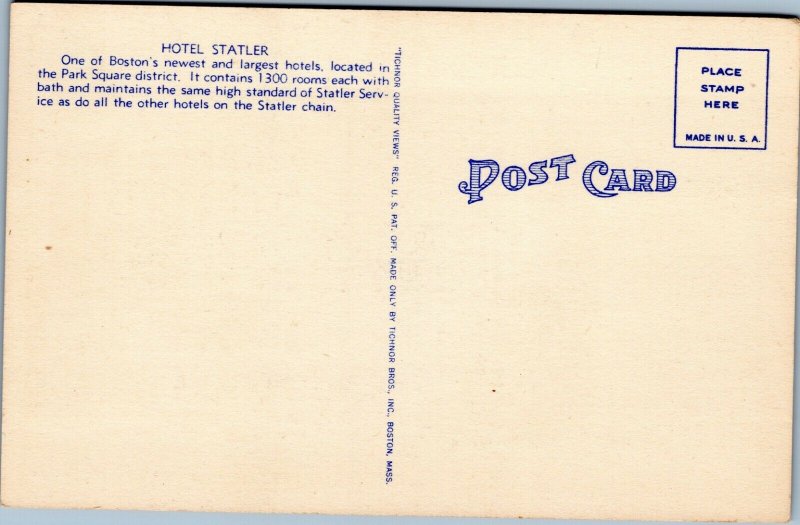 HOTEL STATLER
One of Boston's newest and largest hotels, located in
the Park Square district. It contains 1300 rooms each with
bath and maintains the same high standard of Statler Serv-
ice as do all the other hotels on the Statler chain.
"TICHNOR QUALITY VIEWS" REG. U. S. PAT. OFF. MADE ONLY BY TICHNOR BROS., INC., BOSTON, MASS.
POST CARD
PLACE
STAMP
HERE
MADE IN U. S. A.